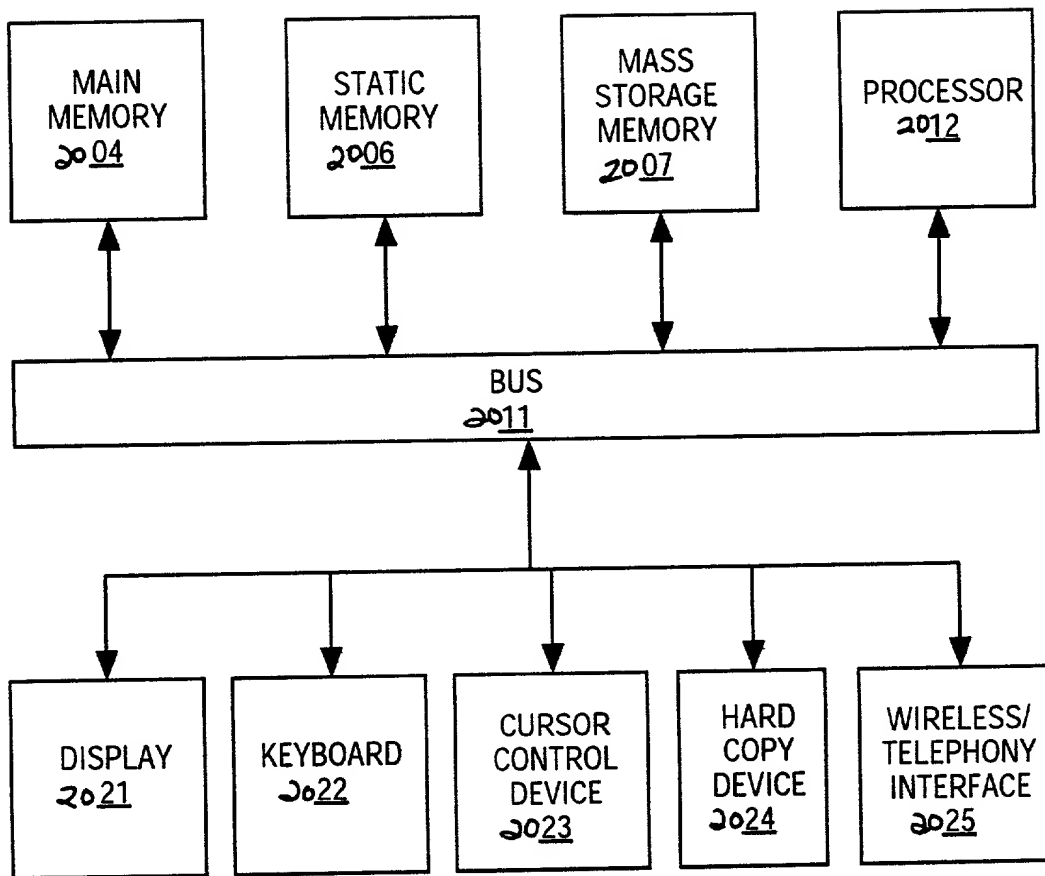 MAIN
MEMORY
2004
STATIC
MEMORY
2006
MASS
STORAGE
MEMORY
2007
PROCESSOR
2012
BUS
2011
DISPLAY
2021
KEYBOARD
2022
CURSOR
CONTROL
DEVICE
2023
HARD
COPY
DEVICE
2024
WIRELESS/
TELEPHONY
INTERFACE
2025